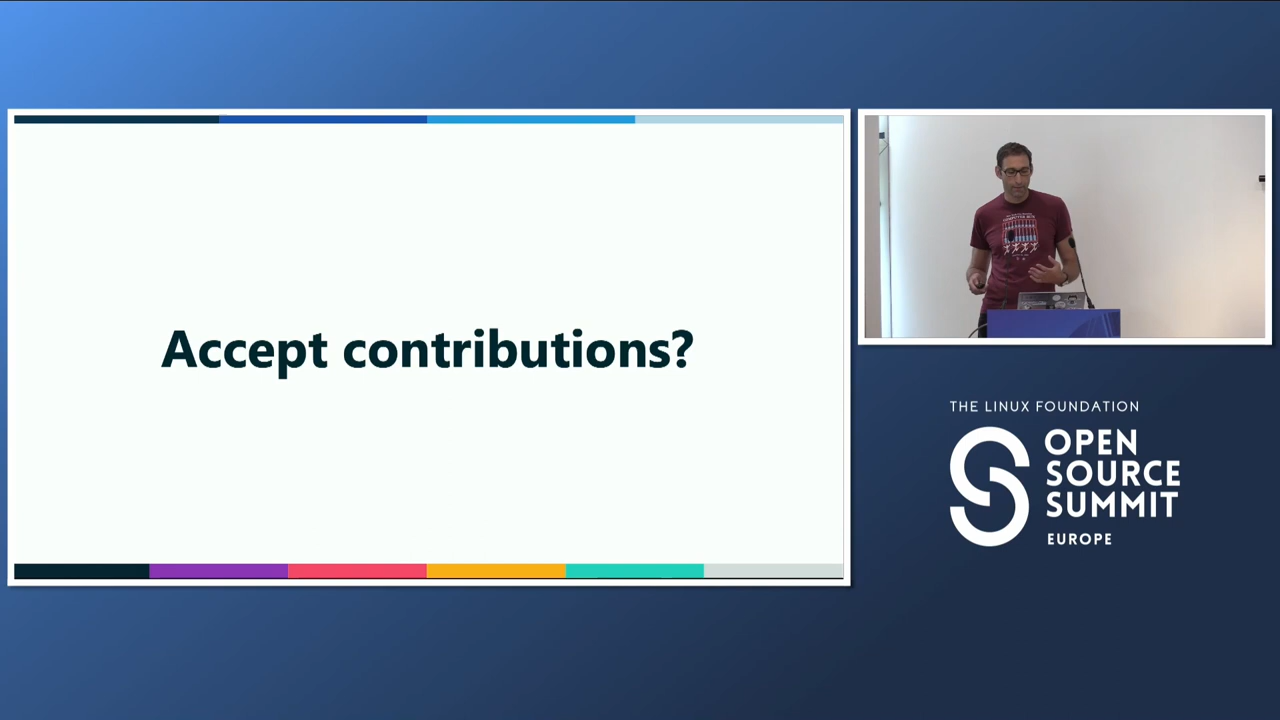 Accept contributions?
THE LINUX FOUNDATION
OPEN
SOURCE
SUMMIT
EUROPE